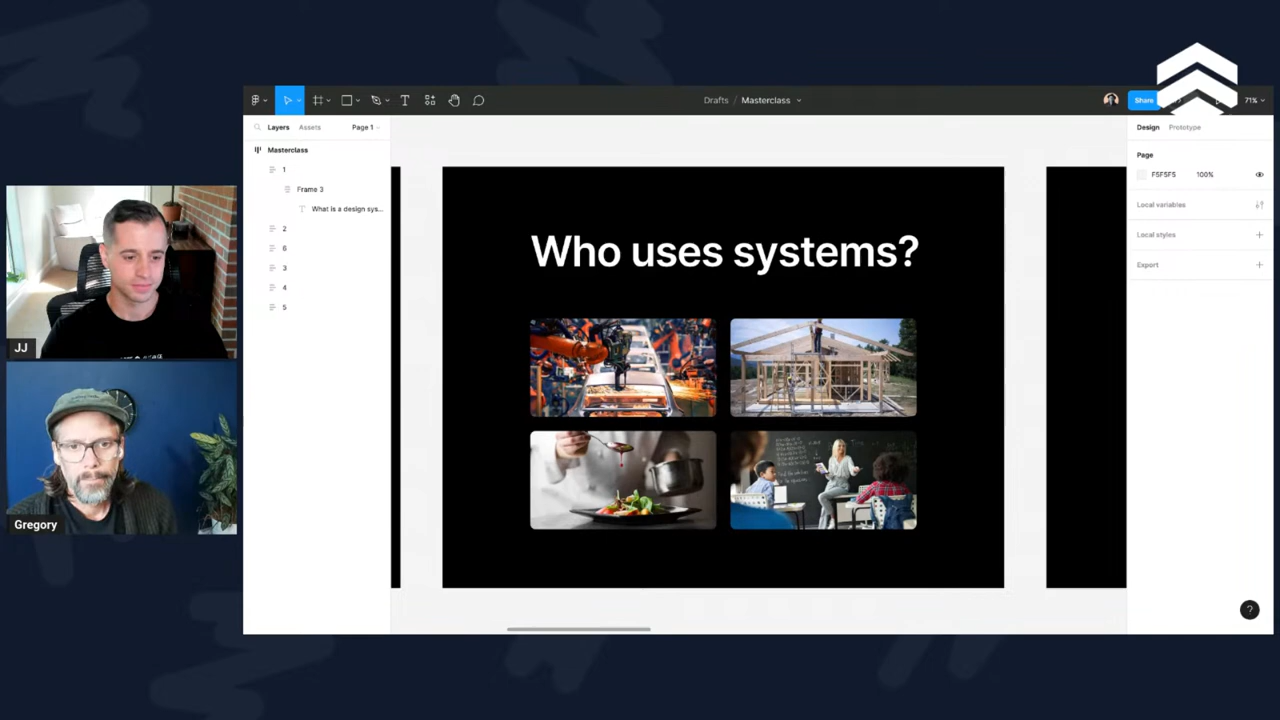 Drafts / Masterclass
Share
71%
Layers
Assets
Page 1
Design
Prototype
Masterclass
1
Frame 3
What is a design sys...
2
6
3
4
5
Page
F5F5F5
100%
Local variables
Local styles
Export
Who uses systems?
JJ
Gregory
?